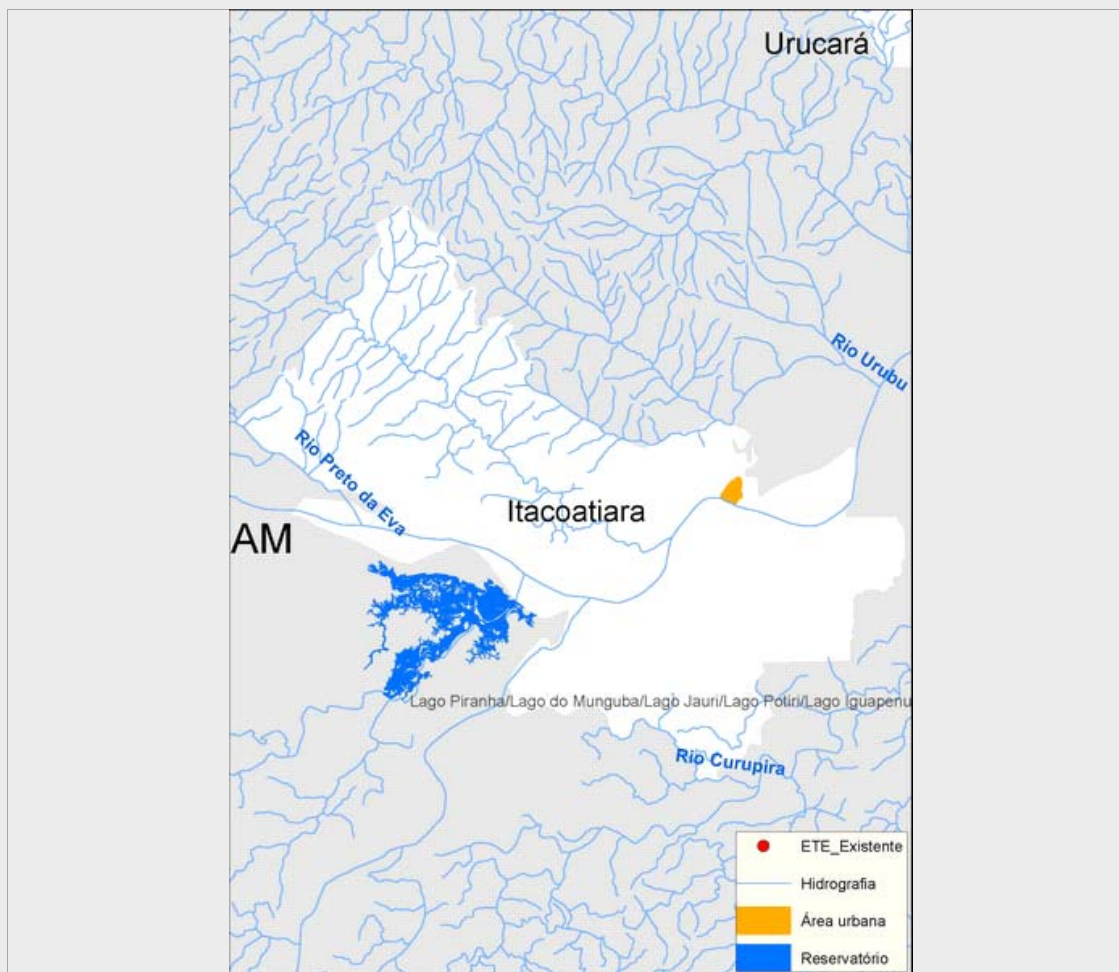 Urucará
Rio Urubu
Rio Preto da Eva
Itacoatiara
AM
Lago Piranha/Lago do Munguba/Lago Jauri/Lago Potiri/Lago Iguapenu
Rio Curupira
ETE_Existente
Hidrografia
Área urbana
Reservatório